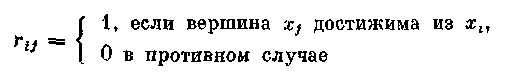 r_{ij} = { 1, если вершина x_j достижима из x_i,
0 в противном случае